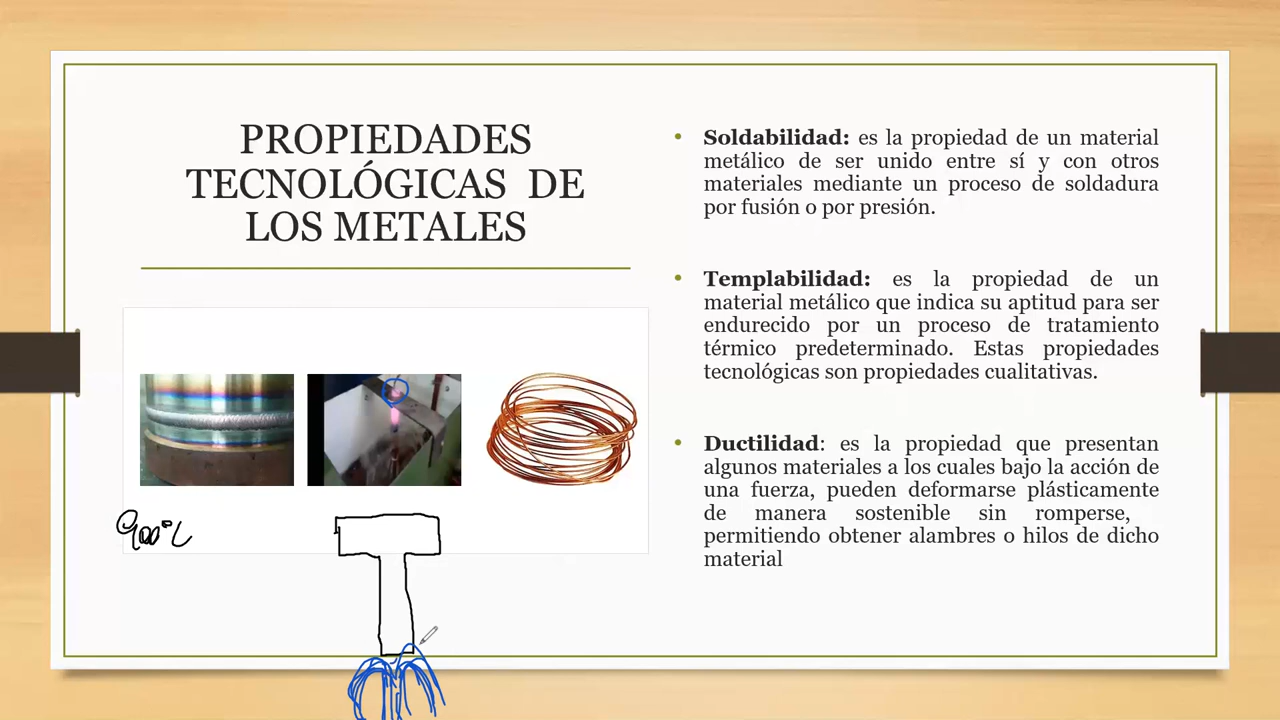 PROPIEDADES
TECNOLÓGICAS DE
LOS METALES
• Soldabilidad: es la propiedad de un material
metálico de ser unido entre sí y con otros
materiales mediante un proceso de soldadura
por fusión o por presión.
• Templabilidad: es la propiedad de un
material metálico que indica su aptitud para ser
endurecido por un proceso de tratamiento
térmico predeterminado. Estas propiedades
tecnológicas son propiedades cualitativas.
• Ductilidad: es la propiedad que presentan
algunos materiales a los cuales bajo la acción de
una fuerza, pueden deformarse plásticamente
de manera sostenible sin romperse,
permitiendo obtener alambres o hilos de dicho
material
900°C